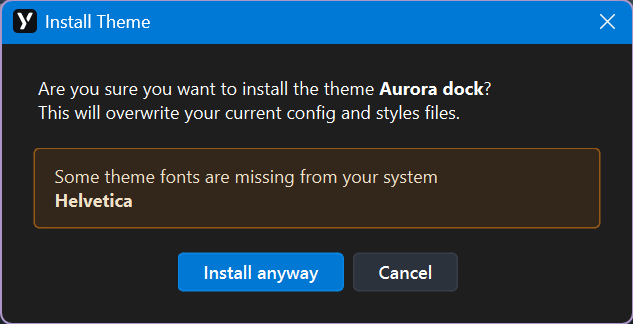 Install Theme
Are you sure you want to install the theme Aurora dock?
This will overwrite your current config and styles files.
Some theme fonts are missing from your system
Helvetica
Install anyway
Cancel